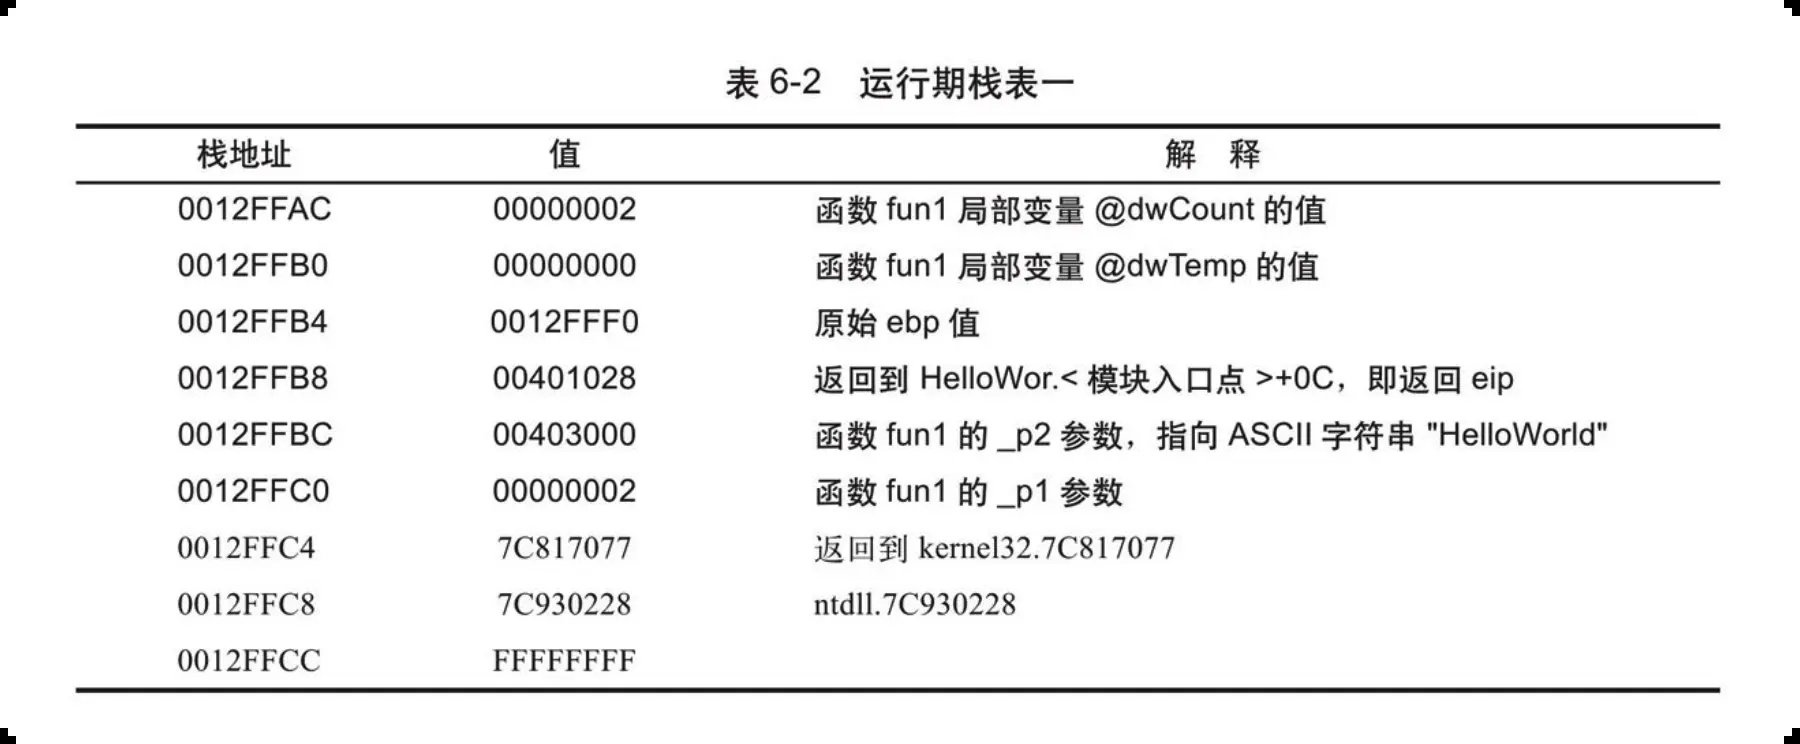 表 6-2 运行期栈表一
栈地址 值 解 释
0012FFAC 00000002 函数 fun1 局部变量 @dwCount 的值
0012FFB0 00000000 函数 fun1 局部变量 @dwTemp 的值
0012FFB4 0012FFF0 原始 ebp 值
0012FFB8 00401028 返回到 HelloWor.< 模块入口点 >+0C，即返回 eip
0012FFBC 00403000 函数 fun1 的 _p2 参数，指向 ASCII 字符串 "HelloWorld"
0012FFC0 00000002 函数 fun1 的 _p1 参数
0012FFC4 7C817077 返回到 kernel32.7C817077
0012FFC8 7C930228 ntdll.7C930228
0012FFCC FFFFFFFF